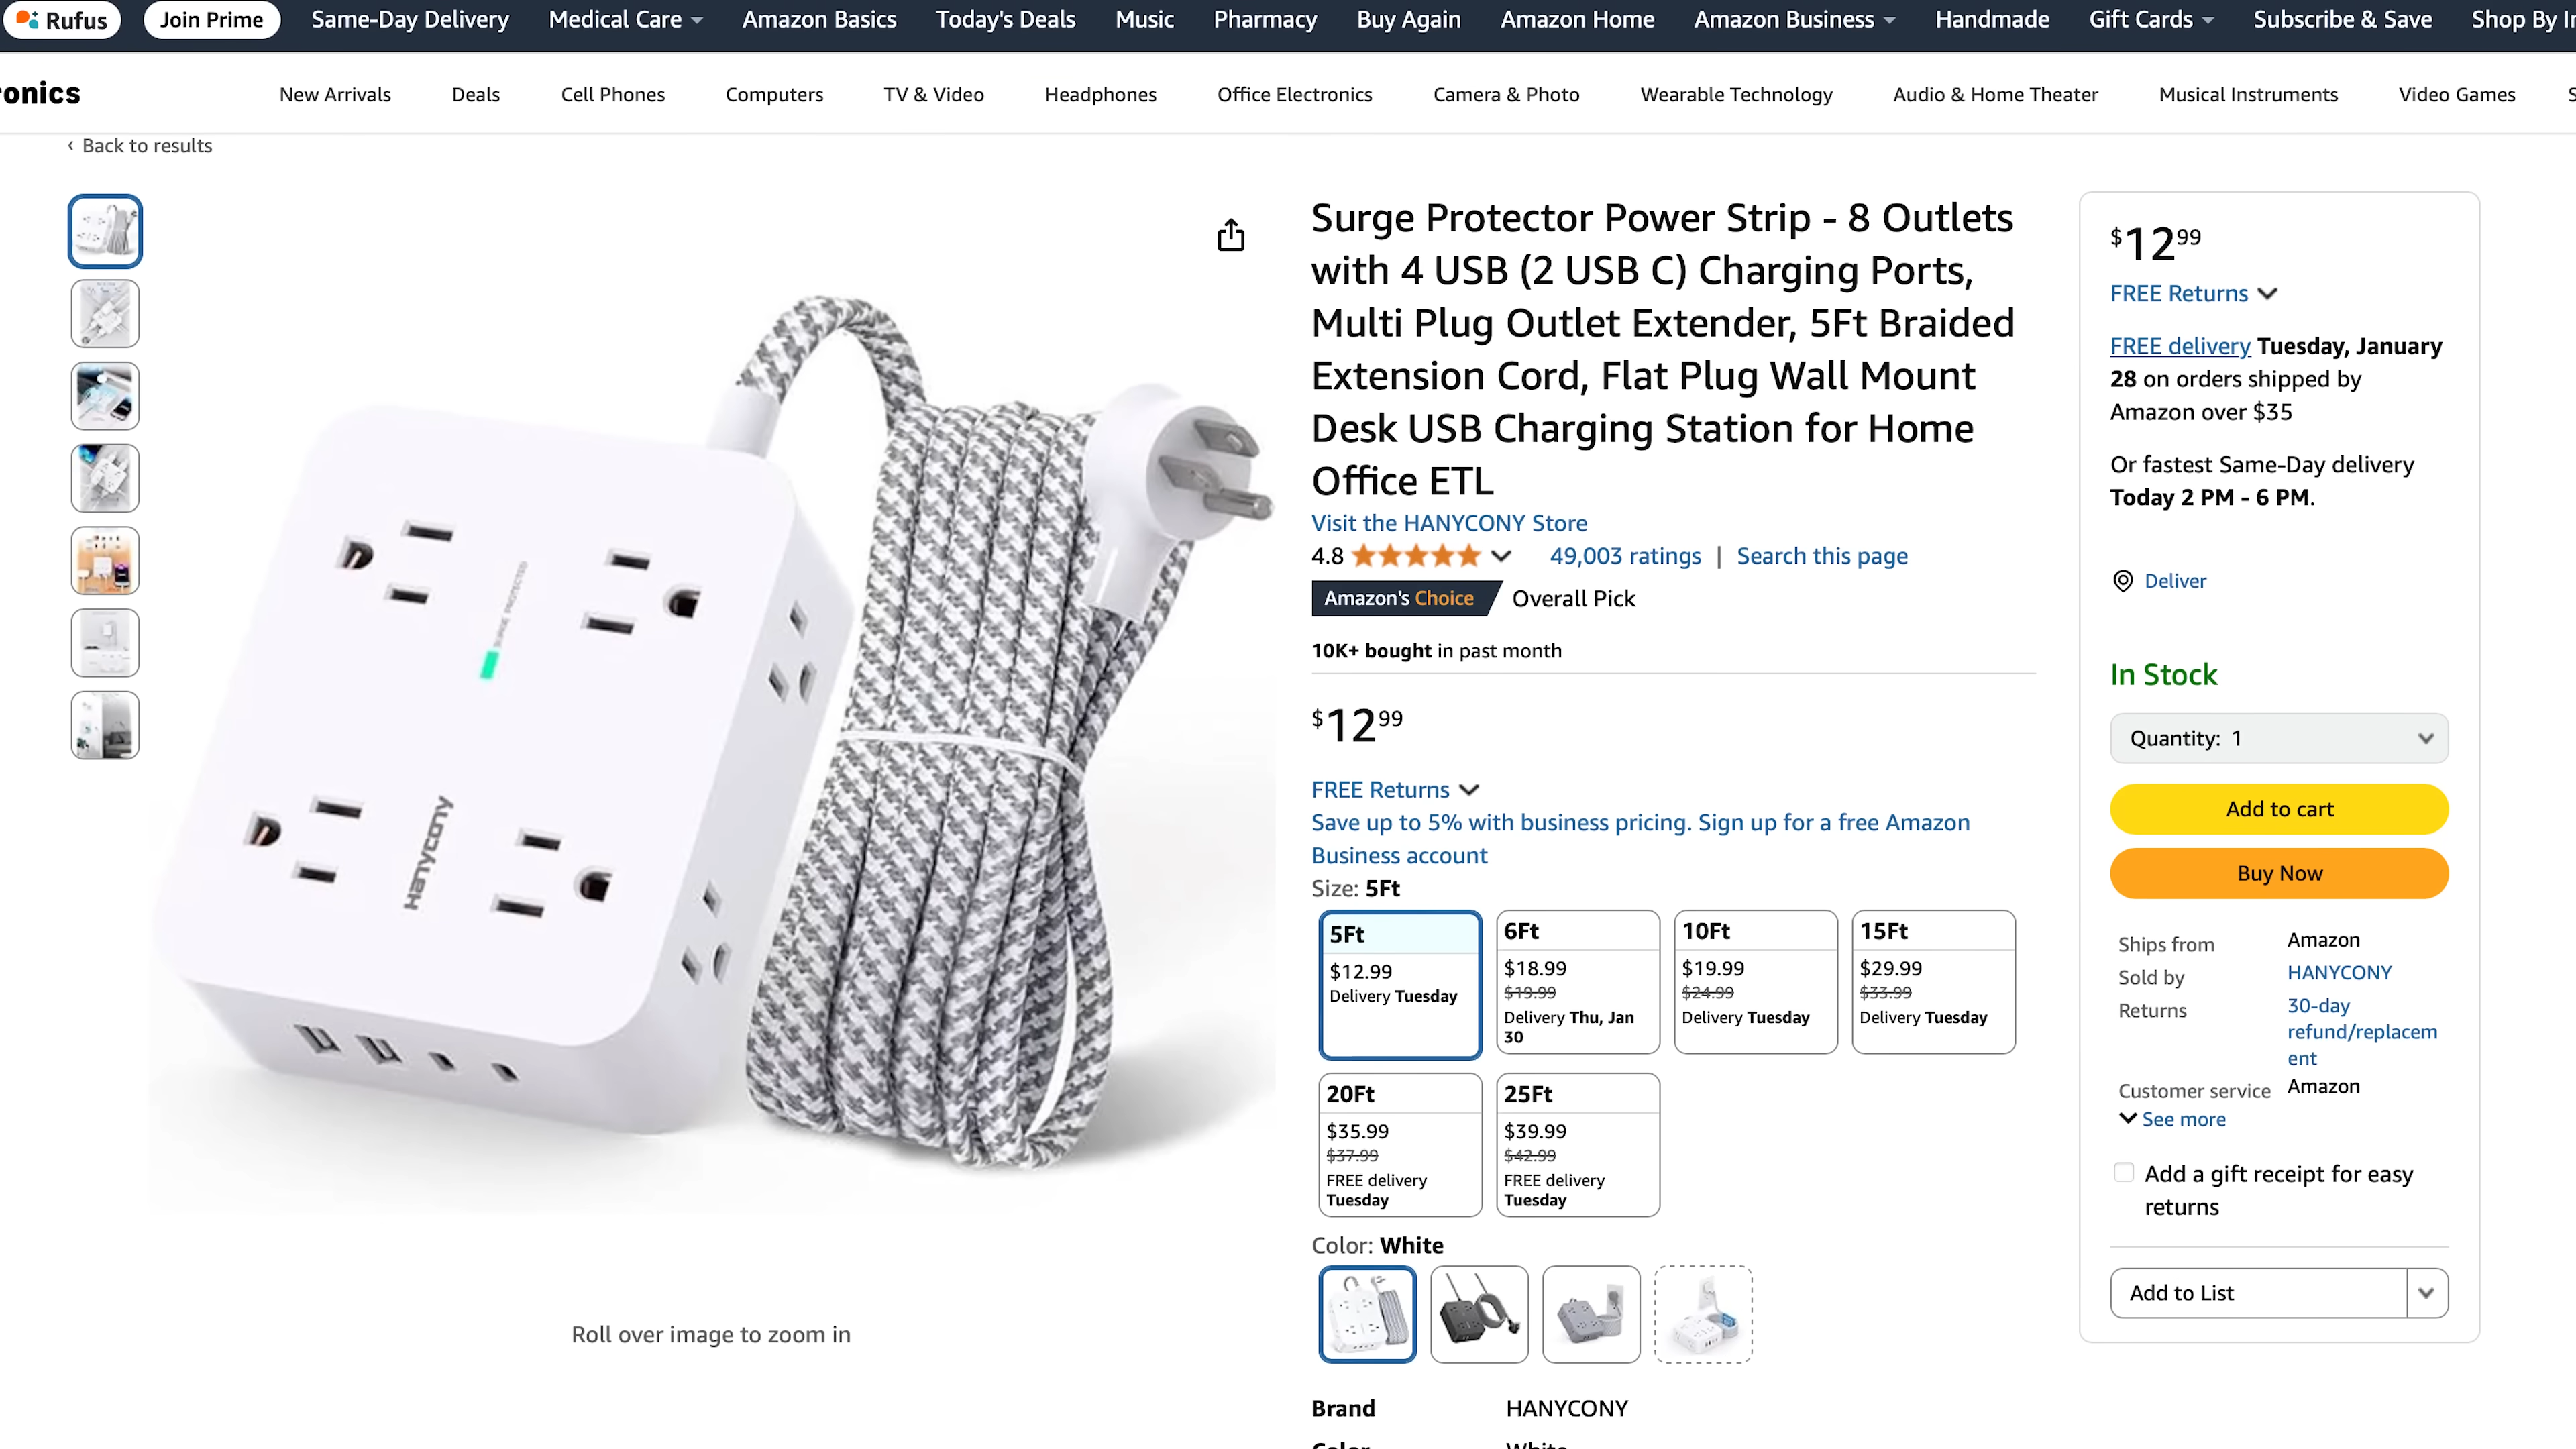 Rufus
Join Prime
Same-Day Delivery
Medical Care
Amazon Basics
Today's Deals
Music
Pharmacy
Buy Again
Amazon Home
Amazon Business
Handmade
Gift Cards
Subscribe & Save
Shop By In
ronics
New Arrivals
Deals
Cell Phones
Computers
TV & Video
Headphones
Office Electronics
Camera & Photo
Wearable Technology
Audio & Home Theater
Musical Instruments
Video Games
S
‹ Back to results
SURGE PROTECTED
Hanycony
Roll over image to zoom in
Surge Protector Power Strip - 8 Outlets
with 4 USB (2 USB C) Charging Ports,
Multi Plug Outlet Extender, 5Ft Braided
Extension Cord, Flat Plug Wall Mount
Desk USB Charging Station for Home
Office ETL
Visit the HANYCONY Store
4.8 49,003 ratings | Search this page
Amazon's Choice Overall Pick
10K+ bought in past month
$12 99
FREE Returns
Save up to 5% with business pricing. Sign up for a free Amazon
Business account
Size: 5Ft
5Ft
$12.99
Delivery Tuesday
6Ft
$18.99
$19.99
Delivery Thu, Jan
30
10Ft
$19.99
$24.99
Delivery Tuesday
15Ft
$29.99
$33.99
Delivery Tuesday
20Ft
$35.99
$37.99
FREE delivery
Tuesday
25Ft
$39.99
$42.99
FREE delivery
Tuesday
Color: White
Brand HANYCONY
Color White
$12 99
FREE Returns
FREE delivery Tuesday, January
28 on orders shipped by
Amazon over $35
Or fastest Same-Day delivery
Today 2 PM - 6 PM.
Deliver
In Stock
Quantity: 1
Add to cart
Buy Now
Ships from Amazon
Sold by HANYCONY
Returns 30-day
refund/replacem
ent
Customer service Amazon
See more
Add a gift receipt for easy
returns
Add to List